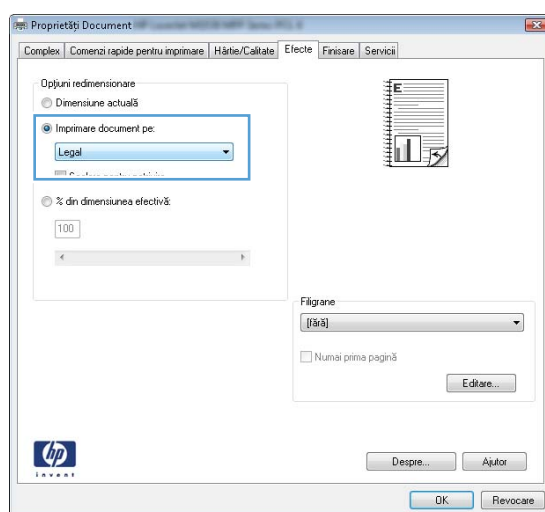 Proprietăți Document
Complex
Comenzi rapide pentru imprimare
Hârtie/Calitate
Efecte
Finisare
Servicii
Opțiuni redimensionare
Dimensiune actuală
Imprimare document pe:
Legal
% din dimensiunea efectivă:
100
E
Filigrane
[fără]
Numai prima pagină
Editare...
hp
invent
Despre...
Ajutor
OK
Revocare